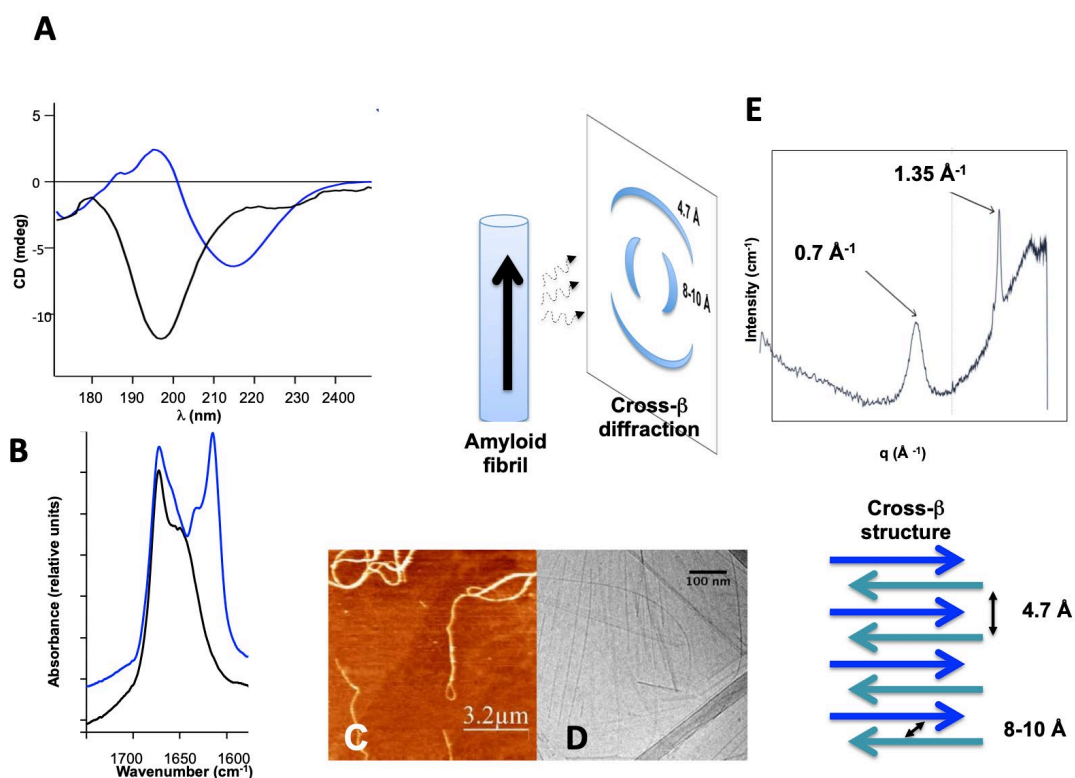 A
5
0
-5
-10
CD (mdeg)
180 190 200 210 220 230 2400
λ (nm)
B
Absorbance (relative units)
1700 1650 1600
Wavenumber (cm-1)
4.7 Å
8-10 Å
Amyloid
fibril
Cross-β
diffraction
E
1.35 Å-1
0.7 Å-1
Intensity (cm-1)
q (Å -1)
C
3.2µm
D
100 nm
Cross-β
structure
4.7 Å
8-10 Å